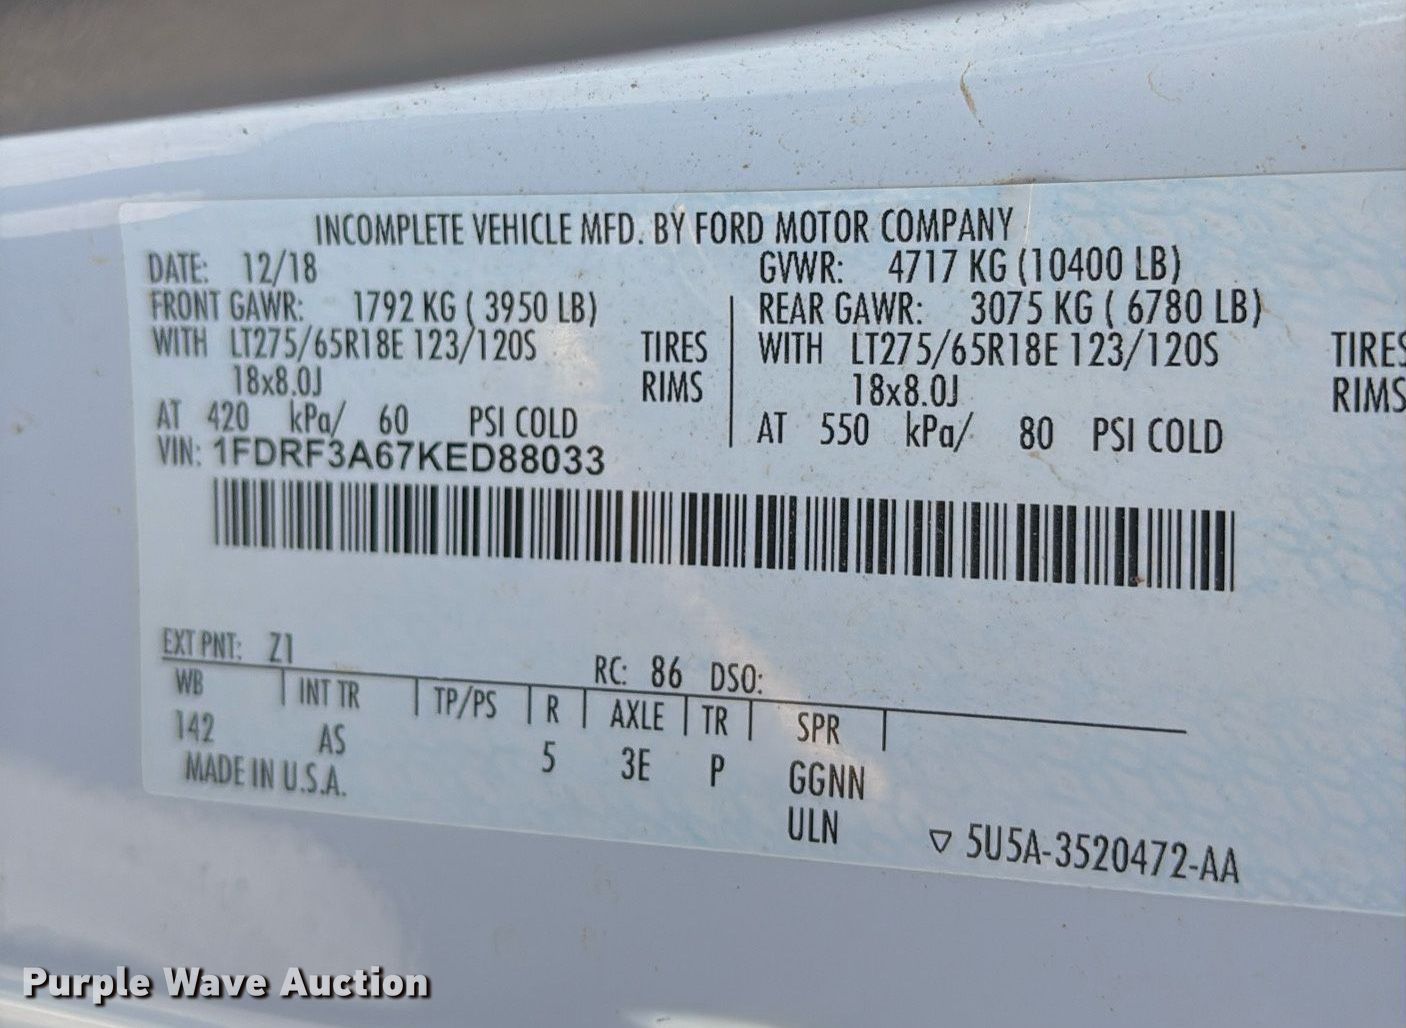 INCOMPLETE VEHICLE MFD. BY FORD MOTOR COMPANY
DATE: 12/18 GVWR: 4717 KG (10400 LB)
FRONT GAWR: 1792 KG ( 3950 LB) REAR GAWR: 3075 KG ( 6780 LB)
WITH LT275/65R18E 123/120S TIRES WITH LT275/65R18E 123/120S TIRES
18x8.0J RIMS 18x8.0J RIMS
AT 420 kPa/ 60 PSI COLD AT 550 kPa/ 80 PSI COLD
VIN: 1FDRF3A67KED88033
EXT PNT: Z1 RC: 86 DSO:
WB INT TR TP/PS R AXLE TR SPR
142 AS 5 3E P GGNN
MADE IN U.S.A. ULN
▽ 5U5A-3520472-AA
Purple Wave Auction